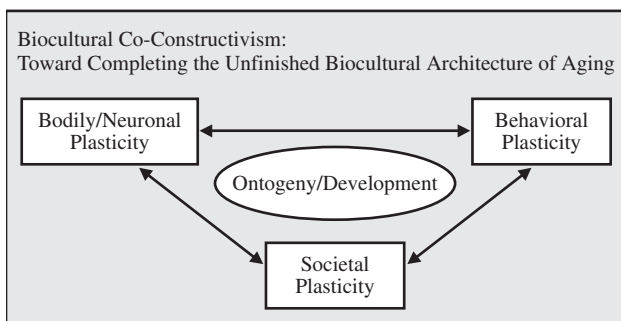 Biocultural Co-Constructivism:
Toward Completing the Unfinished Biocultural Architecture of Aging
Bodily/Neuronal
Plasticity
Behavioral
Plasticity
Ontogeny/Development
Societal
Plasticity